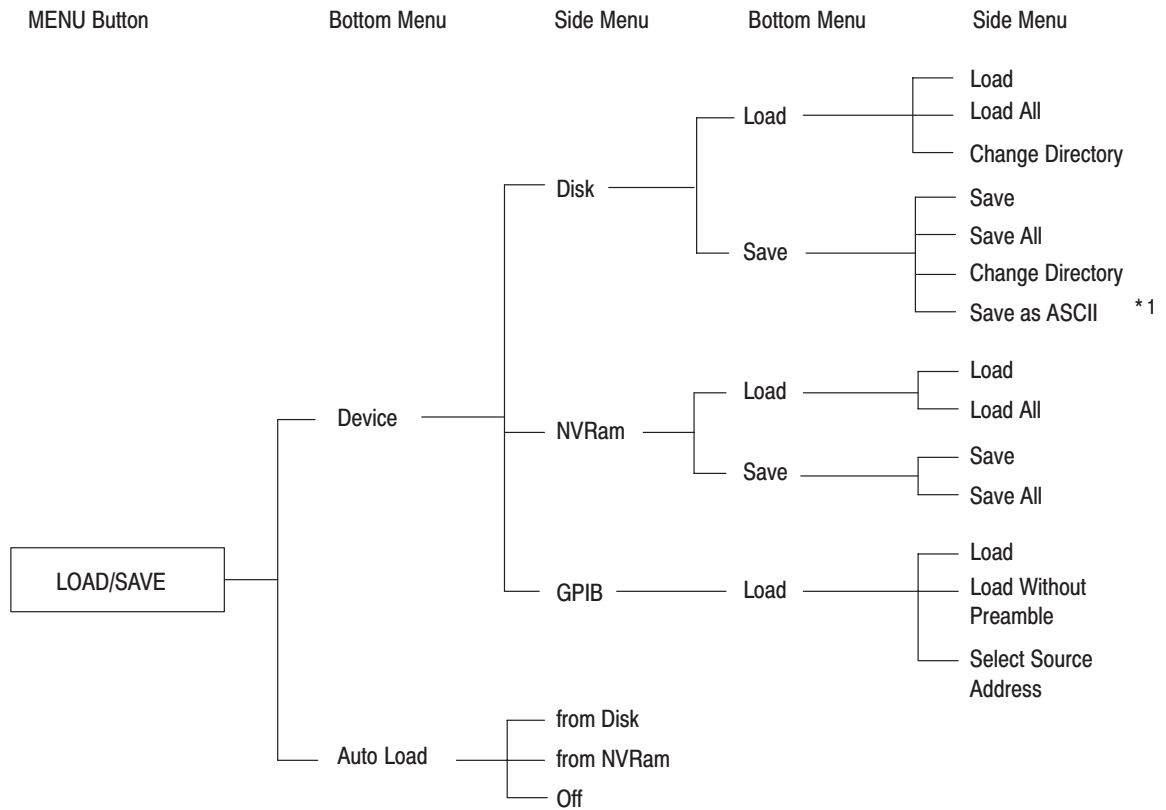 MENU Button Bottom Menu Side Menu Bottom Menu Side Menu
Load
Load Load All
Change Directory
Disk
Save
Save All
Save
Change Directory
Save as ASCII *1
Load
Load
Load All
Device
NVRam
Save
Save
Save All
Load
LOAD/SAVE
GPIB Load Load Without
Preamble
Select Source
Address
from Disk
Auto Load from NVRam
Off